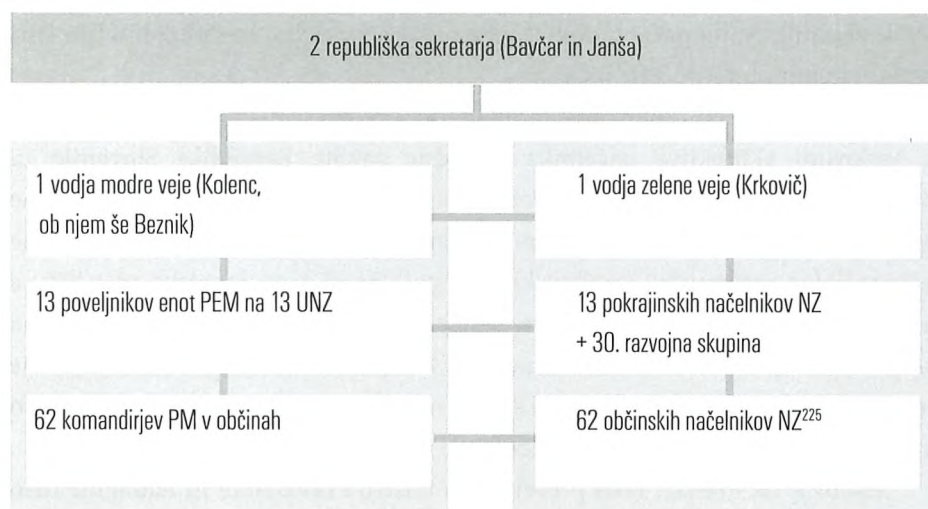 2 republiška sekretarja (Bavčar in Janša)
1 vodja modre veje (Kolenc,
ob njem še Beznik)
1 vodja zelene veje (Krkovič)
13 poveljnikov enot PEM na 13 UNZ
13 pokrajinskih načelnikov NZ
+ 30. razvojna skupina
62 komandirjev PM v občinah
62 občinskih načelnikov NZ²²⁵